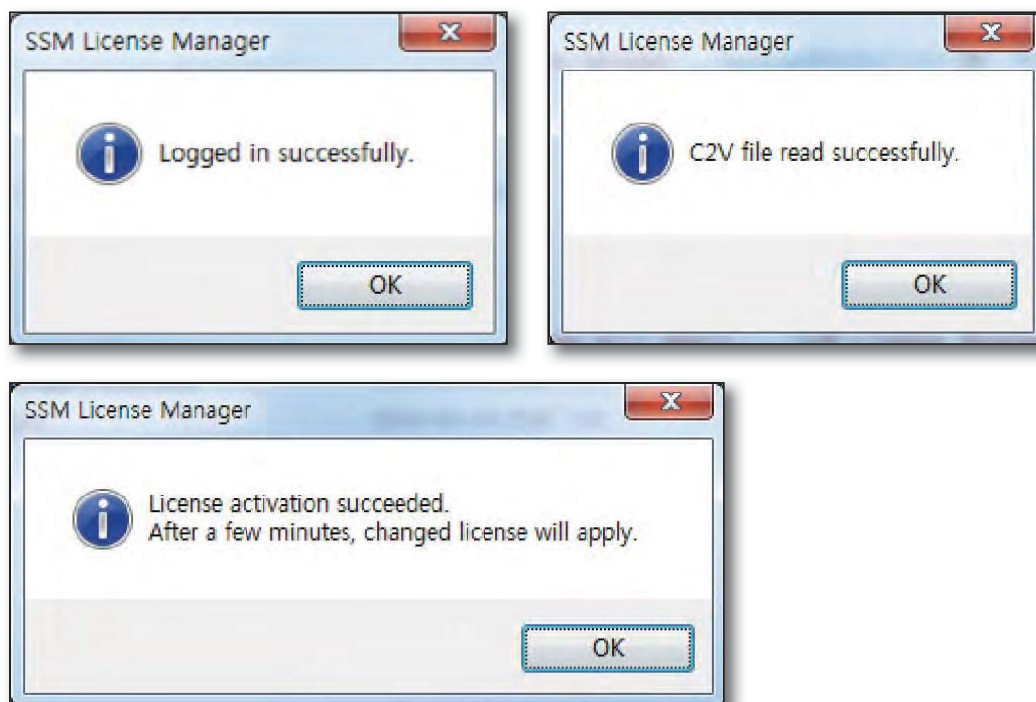 SSM License Manager
Logged in successfully.
OK
SSM License Manager
C2V file read successfully.
OK
SSM License Manager
License activation succeeded.
After a few minutes, changed license will apply.
OK